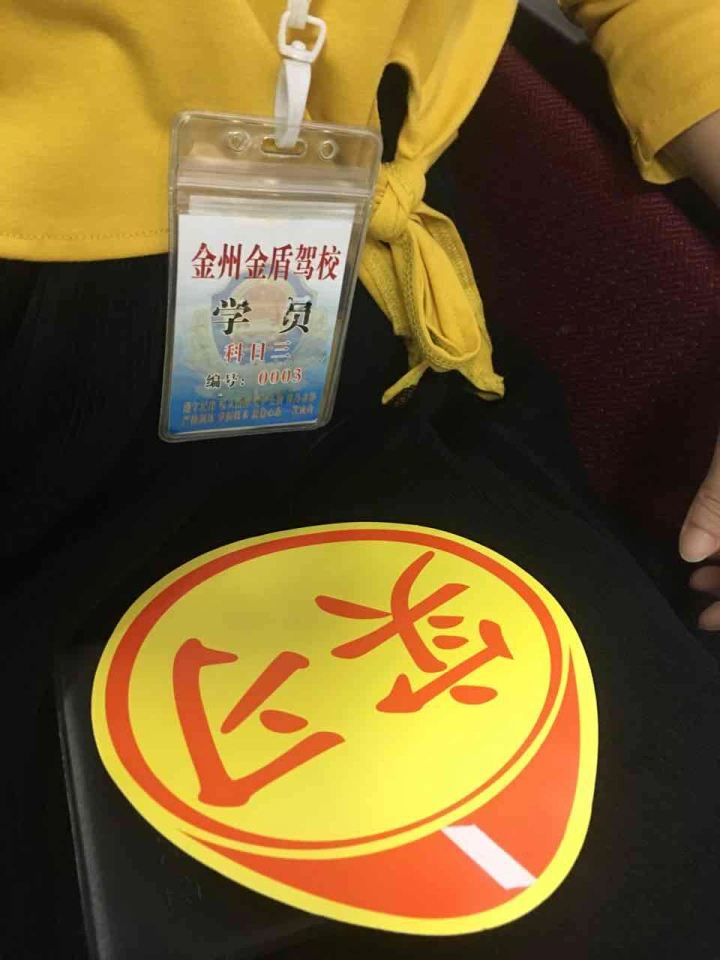 金州金盾驾校
学 员
科目三
编号：0003
实习